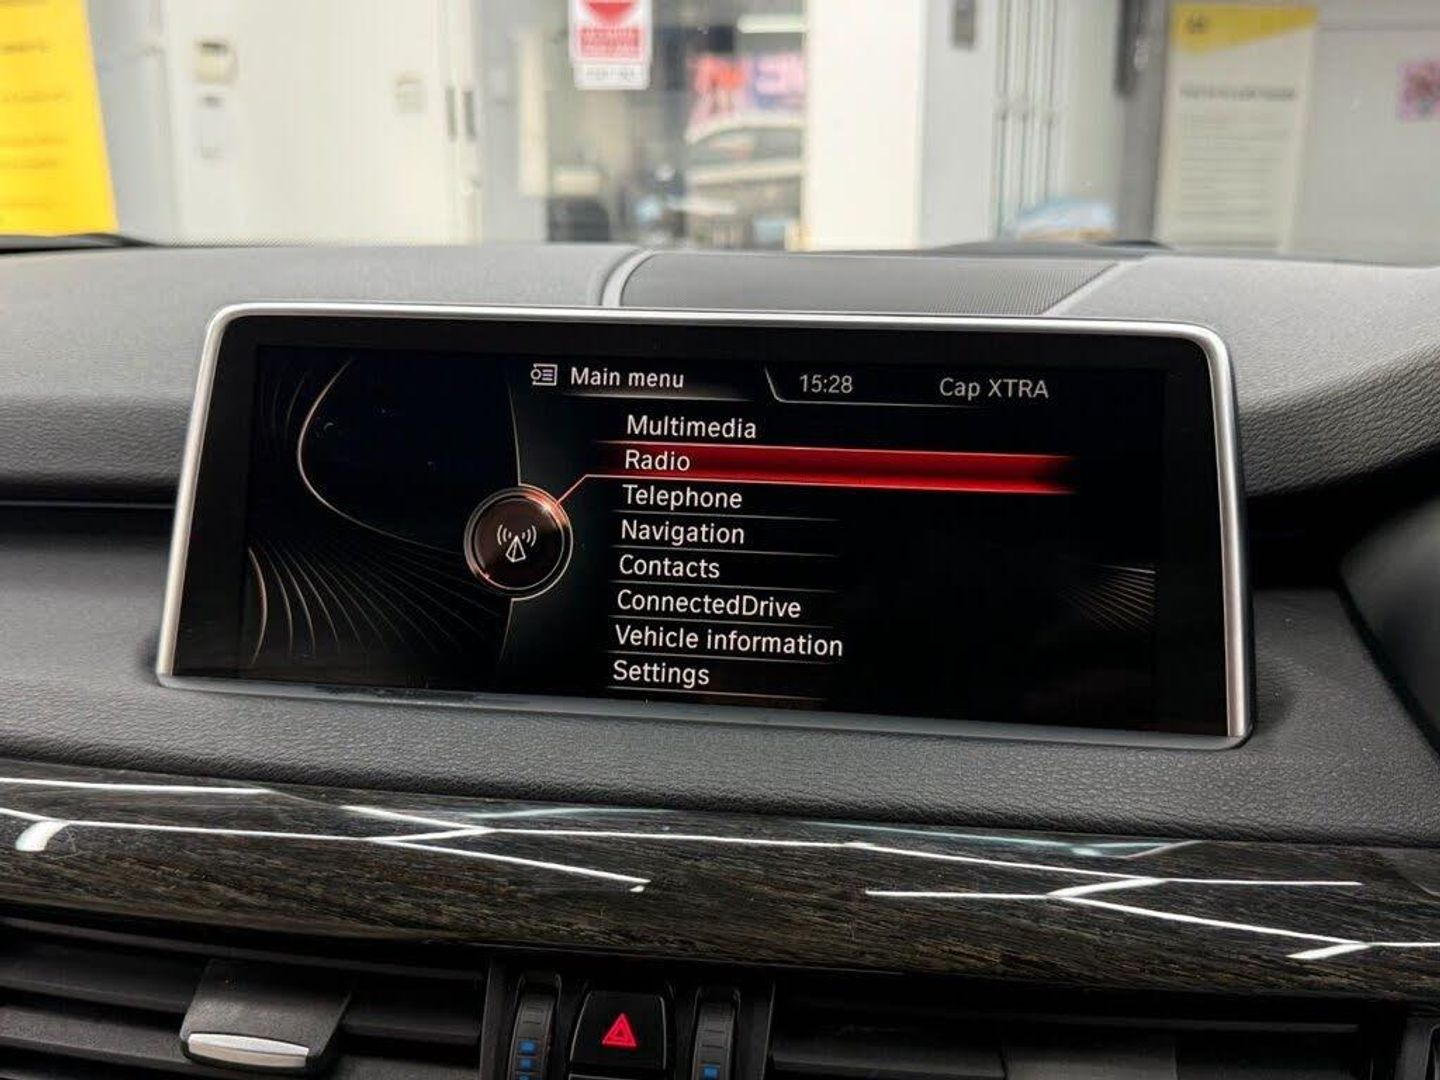 Main menu
15:28
Cap XTRA
Multimedia
Radio
Telephone
Navigation
Contacts
ConnectedDrive
Vehicle information
Settings